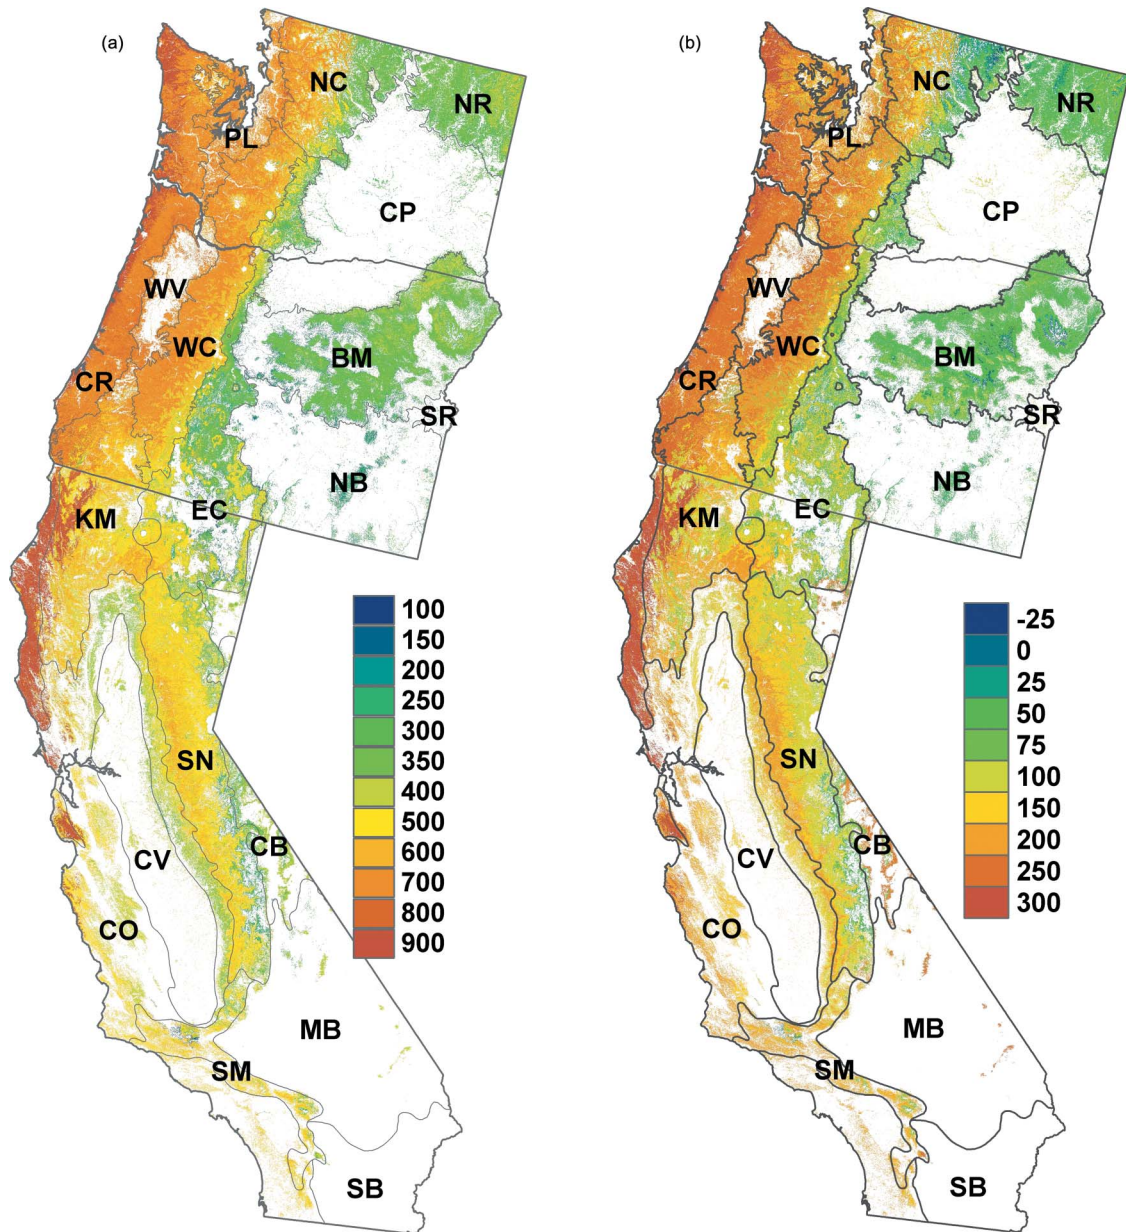 (a)
NC
NR
PL
CP
WV
WC
BM
CR
SR
NB
EC
KM
100
150
200
250
300
350
400
500
600
700
800
900
SN
CB
CV
CO
MB
SM
SB
(b)
NC
NR
PL
CP
WV
WC
BM
CR
SR
NB
EC
KM
-25
0
25
50
75
100
150
200
250
300
SN
CB
CV
CO
MB
SM
SB